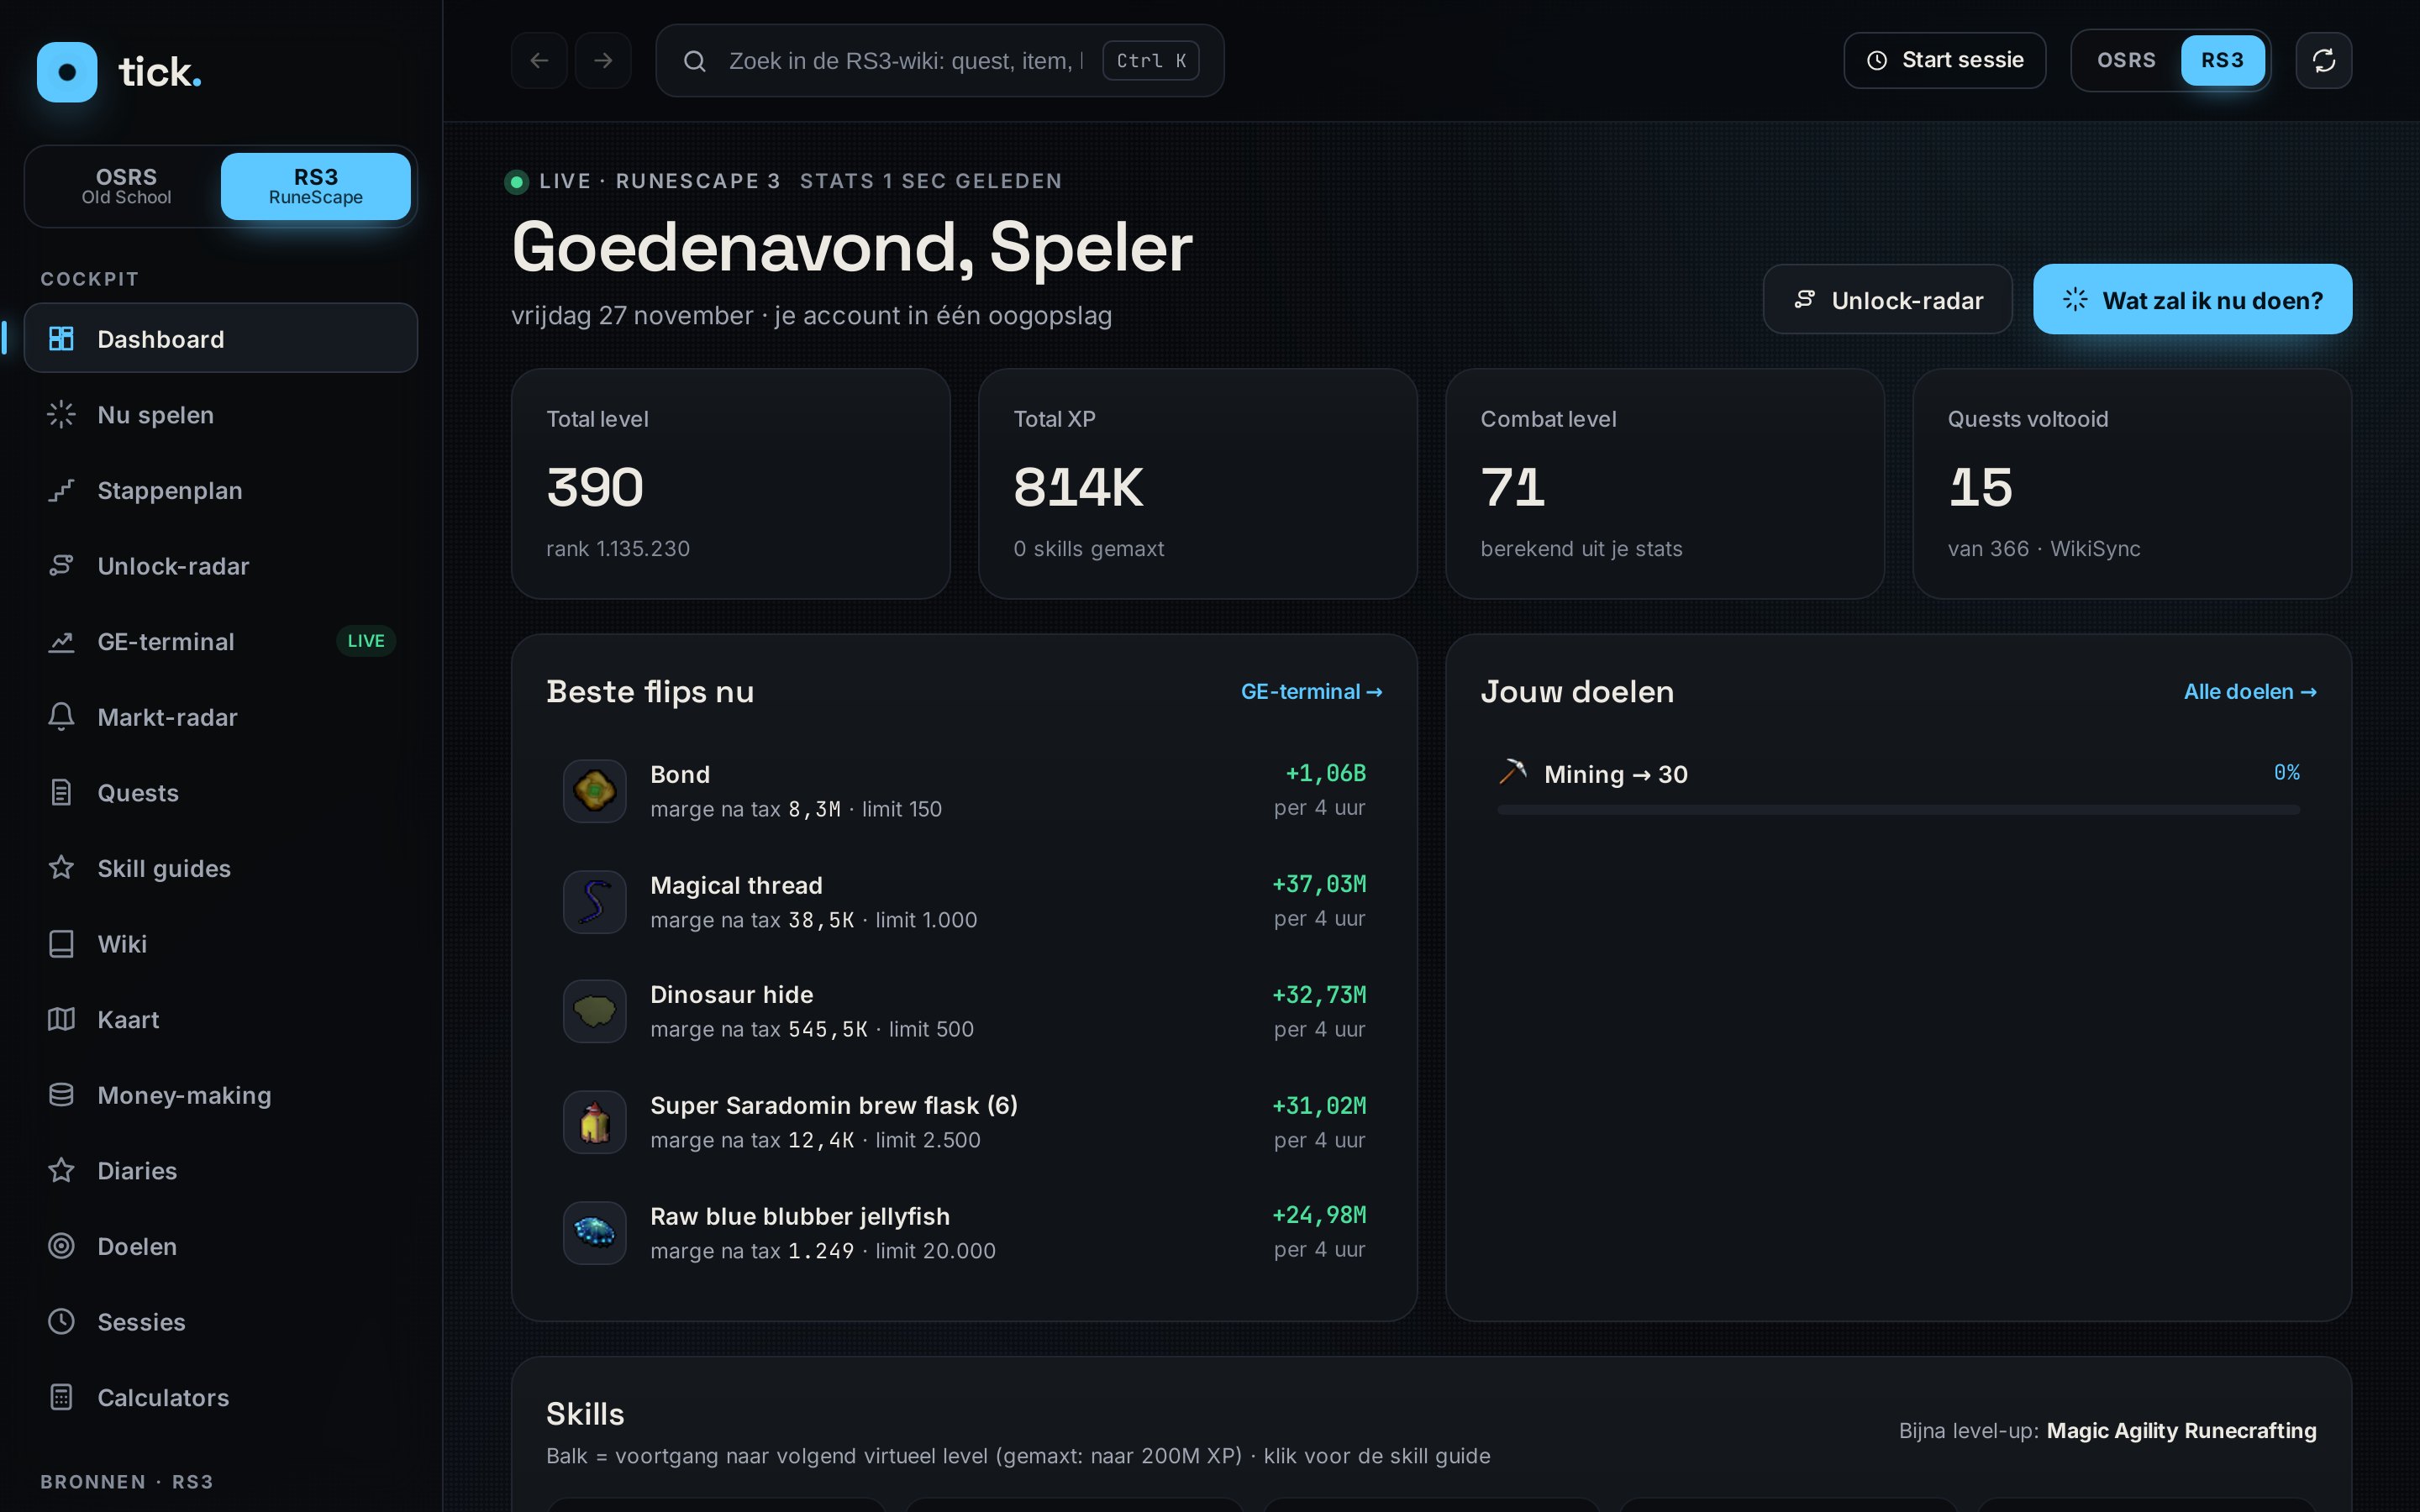 tick.
OSRS
Old School
RS3
RuneScape
COCKPIT
Dashboard
Nu spelen
Stappenplan
Unlock-radar
GE-terminal LIVE
Markt-radar
Quests
Skill guides
Wiki
Kaart
Money-making
Diaries
Doelen
Sessies
Calculators
BRONNEN · RS3
Zoek in de RS3-wiki: quest, item, Ctrl K
Start sessie
OSRS RS3
LIVE · RUNESCAPE 3 STATS 1 SEC GELEDEN
Goedenavond, Speler
vrijdag 27 november · je account in één oogopslag
Unlock-radar
Wat zal ik nu doen?
Total level
390
rank 1.135.230
Total XP
814K
0 skills gemaxt
Combat level
71
berekend uit je stats
Quests voltooid
15
van 366 · WikiSync
Beste flips nu GE-terminal →
Bond +1,06B
marge na tax 8,3M · limit 150 per 4 uur
Magical thread +37,03M
marge na tax 38,5K · limit 1.000 per 4 uur
Dinosaur hide +32,73M
marge na tax 545,5K · limit 500 per 4 uur
Super Saradomin brew flask (6) +31,02M
marge na tax 12,4K · limit 2.500 per 4 uur
Raw blue blubber jellyfish +24,98M
marge na tax 1.249 · limit 20.000 per 4 uur
Jouw doelen Alle doelen →
Mining → 30 0%
Skills
Balk = voortgang naar volgend virtueel level (gemaxt: naar 200M XP) · klik voor de skill guide
Bijna level-up: Magic Agility Runecrafting